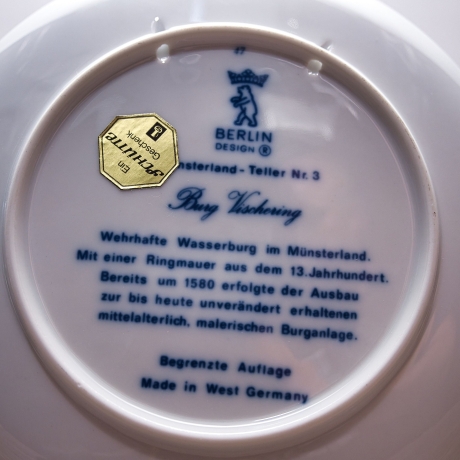 17
BERLIN
DESIGN ®
nsterland - Teller Nr. 3
Burg Vischering
Wehrhafte Wasserburg im Münsterland.
Mit einer Ringmauer aus dem 13.Jahrhundert.
Bereits um 1580 erfolgte der Ausbau
zur bis heute unverändert erhaltenen
mittelalterlich, malerischen Burganlage.
Begrenzte Auflage
Made in West Germany
Ein
SCHÜTTE
Geschenk